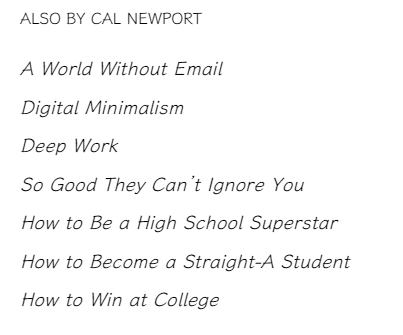 ALSO BY CAL NEWPORT
A World Without Email
Digital Minimalism
Deep Work
So Good They Can’t Ignore You
How to Be a High School Superstar
How to Become a Straight-A Student
How to Win at College